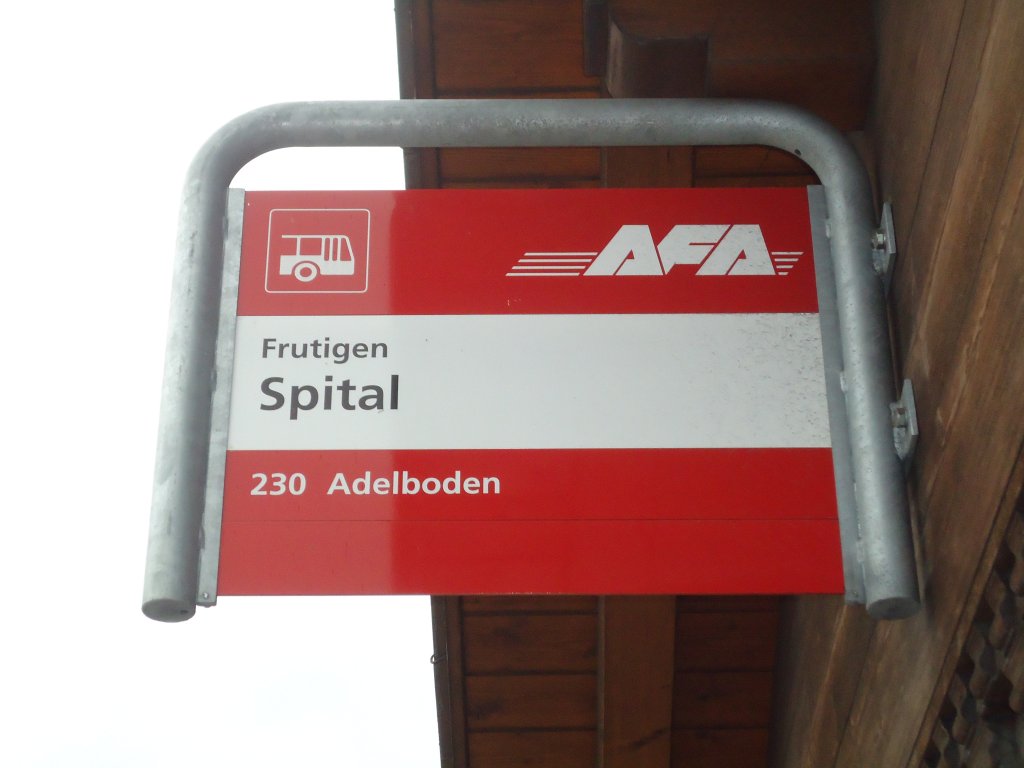 AFA
Frutigen
Spital
230 Adelboden